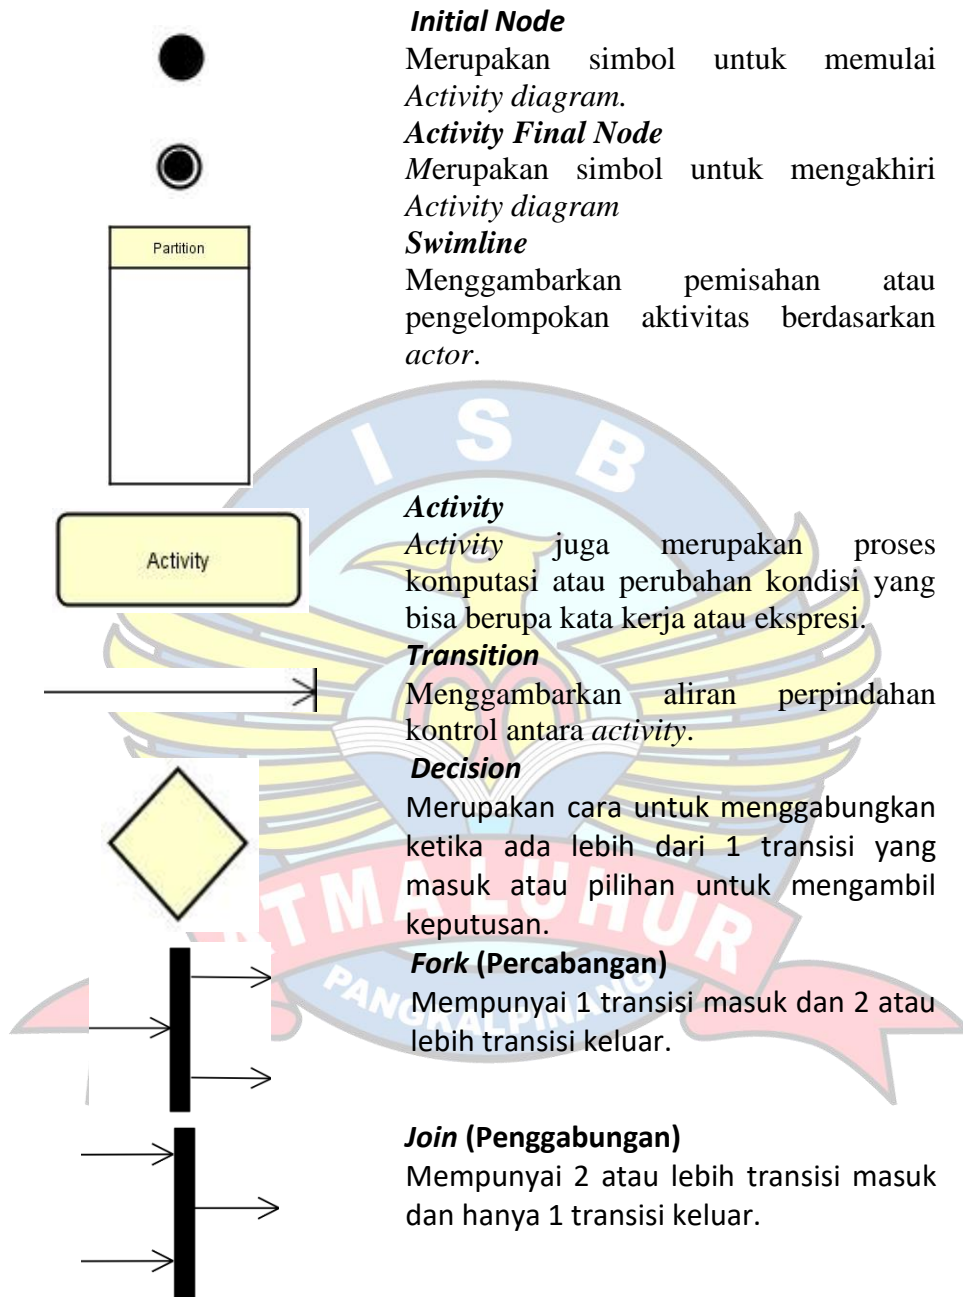 Initial Node
Merupakan simbol untuk memulai
Activity diagram.
Activity Final Node
Merupakan simbol untuk mengakhiri
Activity diagram
Partition
Swimline
Menggambarkan pemisahan atau
pengelompokan aktivitas berdasarkan
actor.
ISB
Activity
Activity
Activity juga merupakan proses
komputasi atau perubahan kondisi yang
bisa berupa kata kerja atau ekspresi.
Transition
Menggambarkan aliran perpindahan
kontrol antara activity.
Decision
Merupakan cara untuk menggabungkan
ketika ada lebih dari 1 transisi yang
masuk atau pilihan untuk mengambil
keputusan.
ATMA LUHUR
Fork (Percabangan)
Mempunyai 1 transisi masuk dan 2 atau
lebih transisi keluar.
PANGKALPINANG
Join (Penggabungan)
Mempunyai 2 atau lebih transisi masuk
dan hanya 1 transisi keluar.